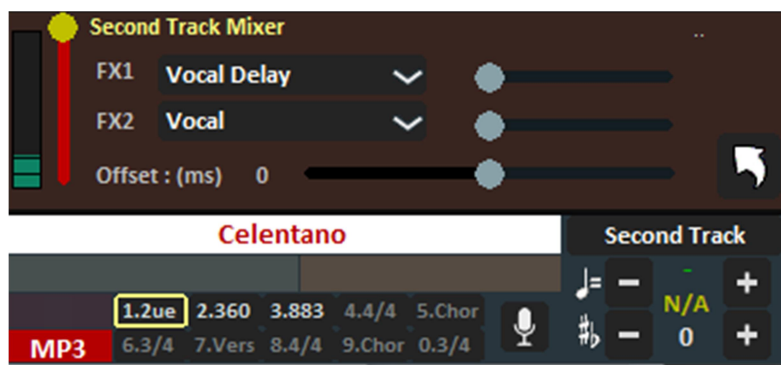 Second Track Mixer ..
FX1 Vocal Delay
FX2 Vocal
Offset : (ms) 0
Celentano
Second Track
-
N/A
1.2ue 2.360 3.883 4.4/4 5.Chor
MP3 6.3/4 7.Vers 8.4/4 9.Chor 0.3/4
0